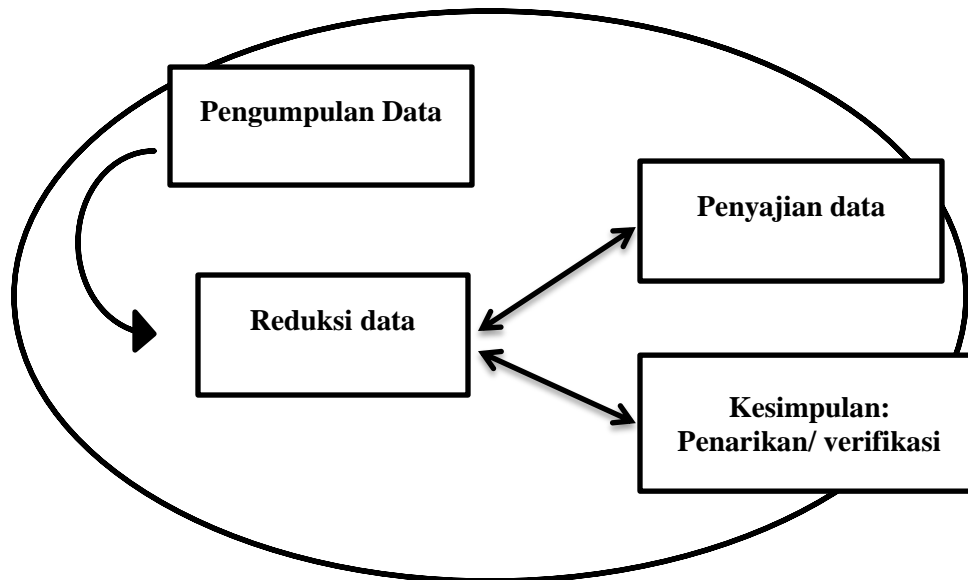 Pengumpulan Data
Penyajian data
Reduksi data
Kesimpulan:
Penarikan/ verifikasi